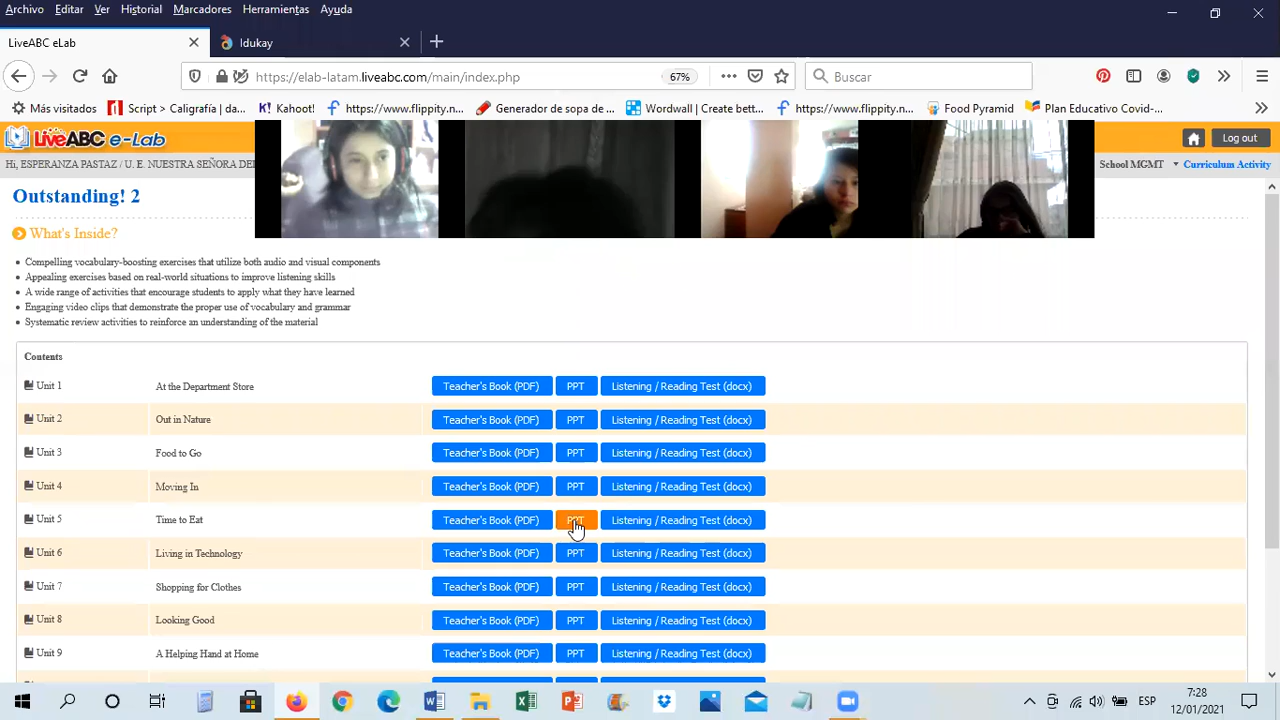 Archivo Editar Ver Historial Marcadores Herramientas Ayuda
LiveABC eLab
Idukay
https://elab-latam.liveabc.com/main/index.php
67%
Buscar
Más visitados
Script > Caligrafía | da...
Kahoot!
https://www.flippity.n...
Generador de sopa de ...
Wordwall | Create bett...
https://www.flippity.n...
Food Pyramid
Plan Educativo Covid-...
LiveABC e-Lab
Log out
Hi, ESPERANZA PASTAZ / U. E. NUESTRA SEÑORA DE
School MGMT
Curriculum Activity
Outstanding! 2
What's Inside?
Compelling vocabulary-boosting exercises that utilize both audio and visual components
Appealing exercises based on real-world situations to improve listening skills
A wide range of activities that encourage students to apply what they have learned
Engaging video clips that demonstrate the proper use of vocabulary and grammar
Systematic review activities to reinforce an understanding of the material
Contents
Unit 1 At the Department Store Teacher's Book (PDF) PPT Listening / Reading Test (docx)
Unit 2 Out in Nature Teacher's Book (PDF) PPT Listening / Reading Test (docx)
Unit 3 Food to Go Teacher's Book (PDF) PPT Listening / Reading Test (docx)
Unit 4 Moving In Teacher's Book (PDF) PPT Listening / Reading Test (docx)
Unit 5 Time to Eat Teacher's Book (PDF) PPT Listening / Reading Test (docx)
Unit 6 Living in Technology Teacher's Book (PDF) PPT Listening / Reading Test (docx)
Unit 7 Shopping for Clothes Teacher's Book (PDF) PPT Listening / Reading Test (docx)
Unit 8 Looking Good Teacher's Book (PDF) PPT Listening / Reading Test (docx)
Unit 9 A Helping Hand at Home Teacher's Book (PDF) PPT Listening / Reading Test (docx)
ESP
7:28
12/01/2021